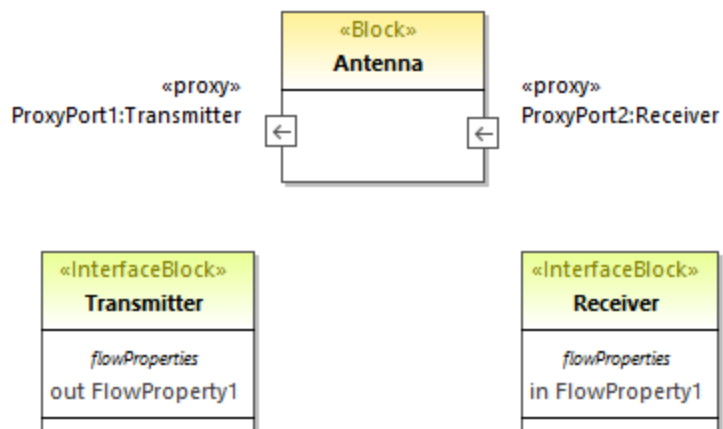 «Block»
Antenna
«proxy»
ProxyPort1:Transmitter
«proxy»
ProxyPort2:Receiver
«InterfaceBlock»
Transmitter
flowProperties
out FlowProperty1
«InterfaceBlock»
Receiver
flowProperties
in FlowProperty1